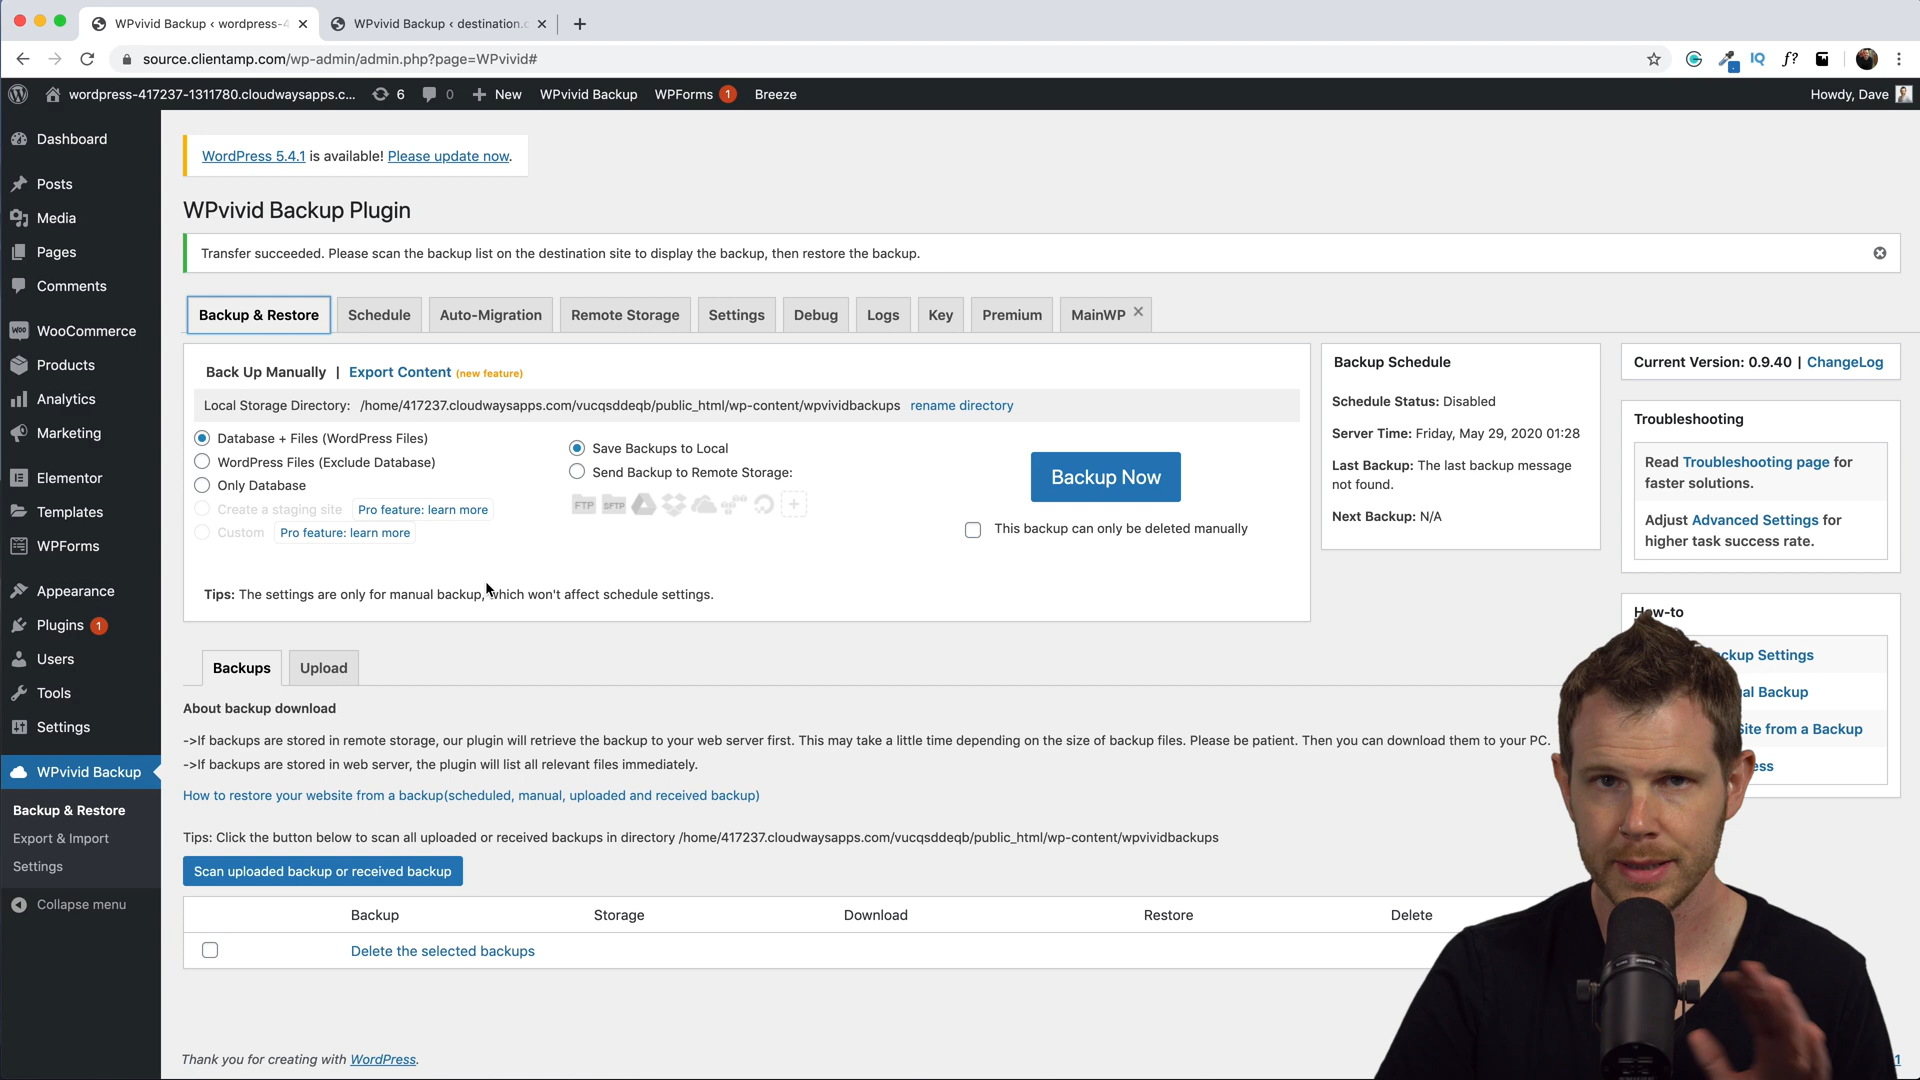 WPvivid Backup < wordpress-4
WPvivid Backup < destination.
source.clientamp.com/wp-admin/admin.php?page=WPvivid#
IQ
f?
wordpress-417237-1311780.cloudwaysapps.c...
6
0
New
WPvivid Backup
WPForms 1
Breeze
Howdy, Dave
Dashboard
Posts
Media
Pages
Comments
WooCommerce
Products
Analytics
Marketing
Elementor
Templates
WPForms
Appearance
Plugins 1
Users
Tools
Settings
WPvivid Backup
Backup & Restore
Export & Import
Settings
Collapse menu
WordPress 5.4.1 is available! Please update now.
WPvivid Backup Plugin
Transfer succeeded. Please scan the backup list on the destination site to display the backup, then restore the backup.
Backup & Restore
Schedule
Auto-Migration
Remote Storage
Settings
Debug
Logs
Key
Premium
MainWP
Back Up Manually | Export Content (new feature)
Local Storage Directory: /home/417237.cloudwaysapps.com/vucqsddeqb/public_html/wp-content/wpvividbackups rename directory
Database + Files (WordPress Files)
WordPress Files (Exclude Database)
Only Database
Create a staging site Pro feature: learn more
Custom Pro feature: learn more
Save Backups to Local
Send Backup to Remote Storage:
FTP SFTP
Backup Now
This backup can only be deleted manually
Tips: The settings are only for manual backup, which won't affect schedule settings.
Backup Schedule
Schedule Status: Disabled
Server Time: Friday, May 29, 2020 01:28
Last Backup: The last backup message
not found.
Next Backup: N/A
Current Version: 0.9.40 | ChangeLog
Troubleshooting
Read Troubleshooting page for
faster solutions.
Adjust Advanced Settings for
higher task success rate.
How-to
ckup Settings
al Backup
Site from a Backup
ess
Backups
Upload
About backup download
->If backups are stored in remote storage, our plugin will retrieve the backup to your web server first. This may take a little time depending on the size of backup files. Please be patient. Then you can download them to your PC.
->If backups are stored in web server, the plugin will list all relevant files immediately.
How to restore your website from a backup(scheduled, manual, uploaded and received backup)
Tips: Click the button below to scan all uploaded or received backups in directory /home/417237.cloudwaysapps.com/vucqsddeqb/public_html/wp-content/wpvividbackups
Scan uploaded backup or received backup
Backup
Storage
Download
Restore
Delete
Delete the selected backups
Thank you for creating with WordPress.
1